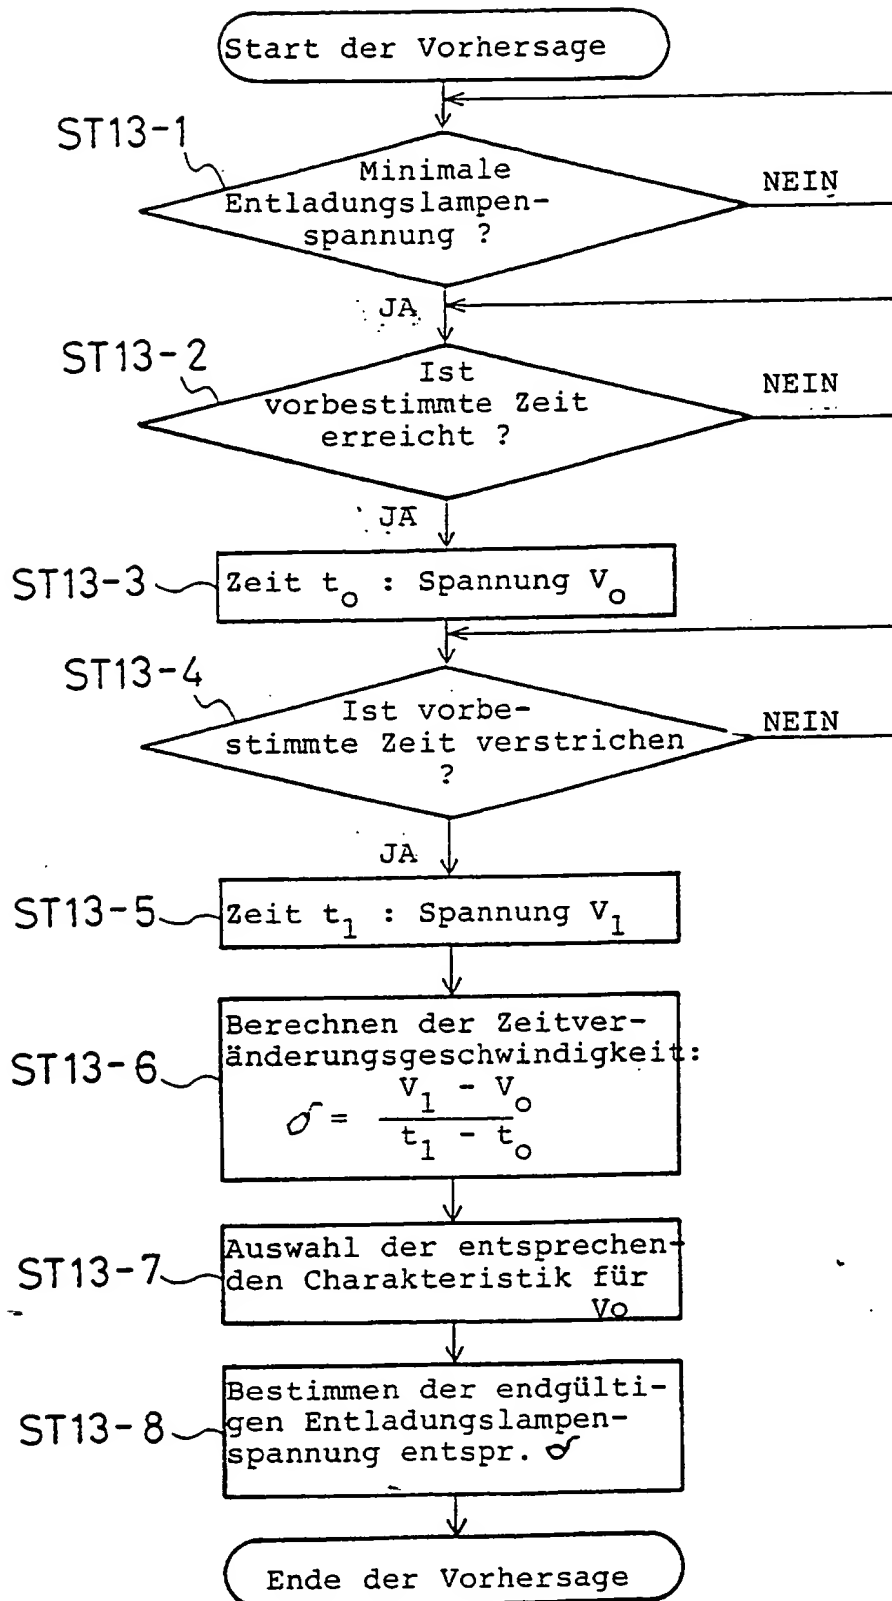 Start der Vorhersage
ST13-1
Minimale
Entladungslampen-
spannung ?
NEIN
JA
ST13-2
Ist
vorbestimmte Zeit
erreicht ?
NEIN
JA
ST13-3
Zeit t₀ : Spannung V₀
ST13-4
Ist vorbe-
stimmte Zeit verstrichen
?
NEIN
JA
ST13-5
Zeit t₁ : Spannung V₁
ST13-6
Berechnen der Zeitver-
änderungsgeschwindigkeit:
V₁ - V₀
σ =
t₁ - t₀
ST13-7
Auswahl der entsprechen-
den Charakteristik für
Vo
ST13-8
Bestimmen der endgülti-
gen Entladungslampen-
spannung entspr. σ
Ende der Vorhersage